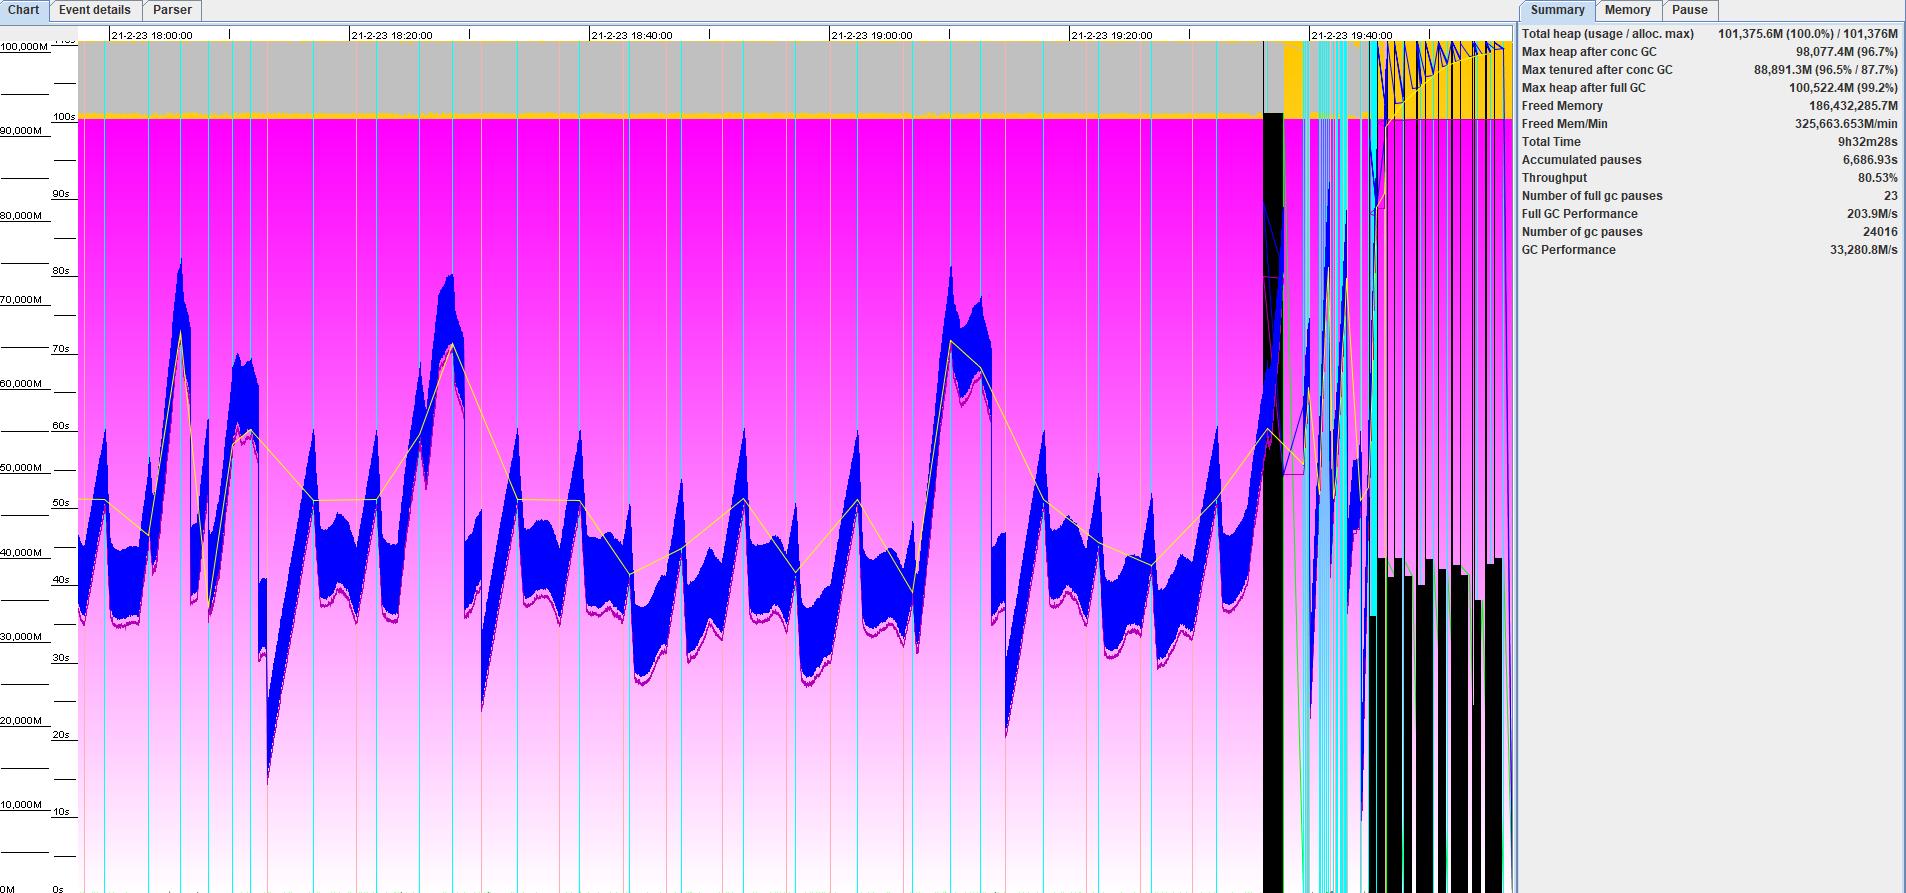 Chart Event details Parser
Summary Memory Pause
21-2-23 18:00:00 21-2-23 18:20:00 21-2-23 18:40:00 21-2-23 19:00:00 21-2-23 19:20:00 21-2-23 19:40:00
100,000M
100s
90,000M
90s
80,000M
80s
70,000M
70s
60,000M
60s
50,000M
50s
40,000M
40s
30,000M
30s
20,000M
20s
10,000M
10s
0M 0s
Total heap (usage / alloc. max) 101,375.6M (100.0%) / 101,376M
Max heap after conc GC 98,077.4M (96.7%)
Max tenured after conc GC 88,891.3M (96.5% / 87.7%)
Max heap after full GC 100,522.4M (99.2%)
Freed Memory 186,432,285.7M
Freed Mem/Min 325,663.653M/min
Total Time 9h32m28s
Accumulated pauses 6,686.93s
Throughput 80.53%
Number of full gc pauses 23
Full GC Performance 203.9M/s
Number of gc pauses 24016
GC Performance 33,280.8M/s